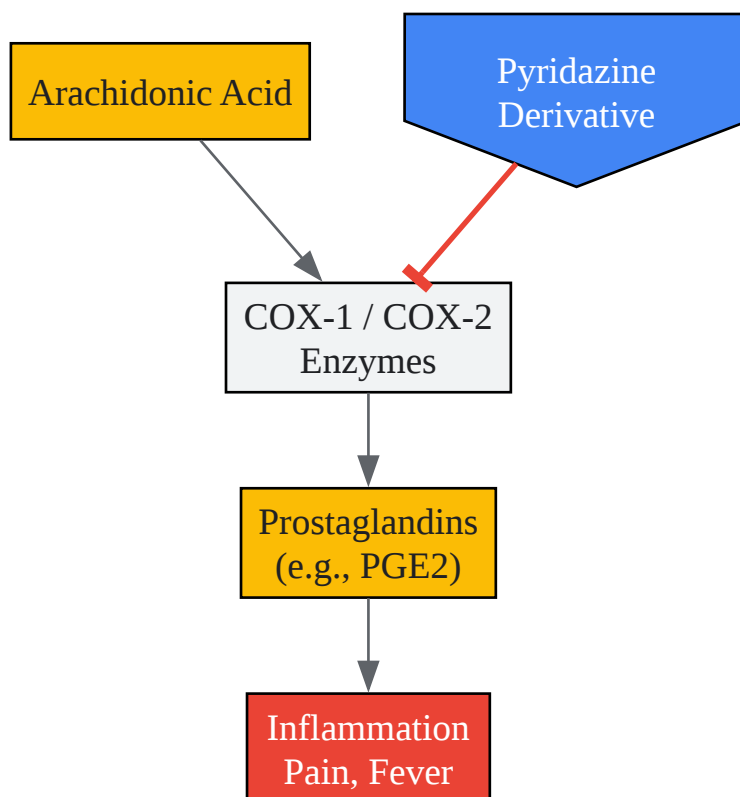 Arachidonic Acid
Pyridazine
Derivative
COX-1 / COX-2
Enzymes
Prostaglandins
(e.g., PGE2)
Inflammation
Pain, Fever